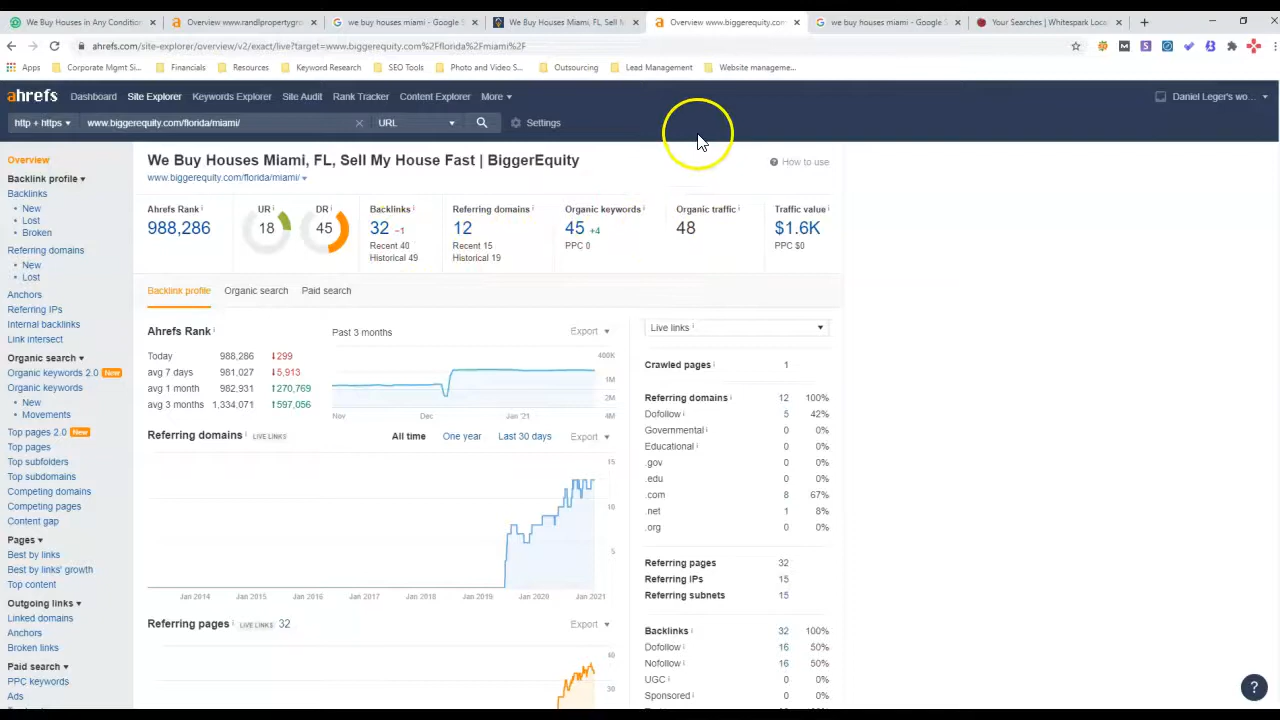 We Buy Houses in Any Condition
Overview www.randlpropertygro
we buy houses miami - Google S
We Buy Houses Miami, FL, Sell M
Overview www.biggerequity.com
we buy houses miami - Google S
Your Searches | Whitespark Loca
ahrefs.com/site-explorer/overview/v2/exact/live?target=www.biggerequity.com%2Fflorida%2Fmiami%2F
Apps
Corporate Mgmt Si...
Financials
Resources
Keyword Research
SEO Tools
Photo and Video S...
Outsourcing
Lead Management
Website manageme...
ahrefs Dashboard Site Explorer Keywords Explorer Site Audit Rank Tracker Content Explorer More Daniel Leger's wo...
http + https www.biggerequity.com/florida/miami/ URL Settings
Overview
Backlink profile
Backlinks
New
Lost
Broken
Referring domains
New
Lost
Anchors
Referring IPs
Internal backlinks
Link intersect
Organic search
Organic keywords 2.0 New
Organic keywords
New
Movements
Top pages 2.0 New
Top pages
Top subfolders
Top subdomains
Competing domains
Competing pages
Content gap
Pages
Best by links
Best by links' growth
Top content
Outgoing links
Linked domains
Anchors
Broken links
Paid search
PPC keywords
Ads
We Buy Houses Miami, FL, Sell My House Fast | BiggerEquity
How to use
www.biggerequity.com/florida/miami/
Ahrefs Rank
988,286
UR
18
DR
45
Backlinks
32 -1
Recent 40
Historical 49
Referring domains
12
Recent 15
Historical 19
Organic keywords
45 +4
PPC 0
Organic traffic
48
Traffic value
$1.6K
PPC $0
Backlink profile Organic search Paid search
Ahrefs Rank
Past 3 months
Export
Today 988,286 ↓299
avg 7 days 981,027 ↓5,913
avg 1 month 982,931 ↑270,769
avg 3 months 1,334,071 ↑597,056
400K
1M
2M
4M
Nov Dec Jan '21
Referring domains LIVE LINKS
All time One year Last 30 days Export
15
10
5
Jan 2014 Jan 2015 Jan 2016 Jan 2017 Jan 2018 Jan 2019 Jan 2020 Jan 2021
Referring pages LIVE LINKS 32
Export
40
30
Live links
Crawled pages 1
Referring domains 12 100%
Dofollow 5 42%
Governmental 0 0%
Educational 0 0%
.gov 0 0%
.edu 0 0%
.com 8 67%
.net 1 8%
.org 0 0%
Referring pages 32
Referring IPs 15
Referring subnets 15
Backlinks 32 100%
Dofollow 16 50%
Nofollow 16 50%
UGC 0 0%
Sponsored 0 0%